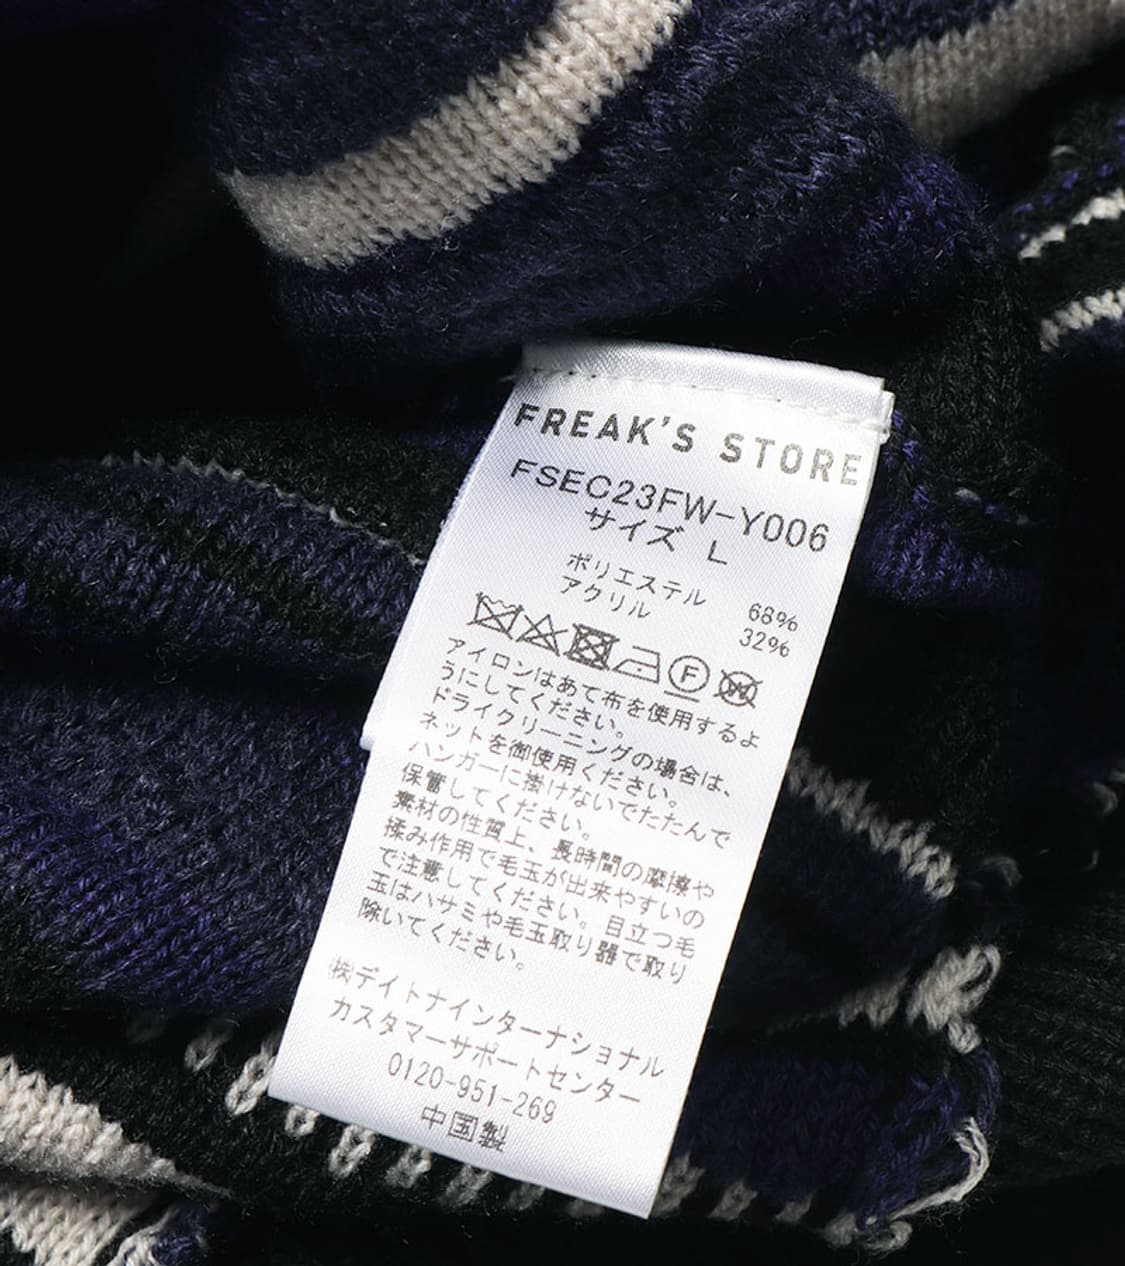 FREAK'S STORE
FSEC23FW-Y006
サイズ L
ポリエステル 68%
アクリル 32%
F
W
アイロンはあて布を使用するよ
うにしてください。
ドライクリーニングの場合は、
ネットを御使用ください。
ハンガーに掛けないでたたんで
保管してください。
素材の性質上、長時間の摩擦や
揉み作用で毛玉が出来やすいの
で注意してください。目立つ毛
玉はハサミや毛玉取り器で取り
除いてください。
㈱デイトナインターナショナル
カスタマーサポートセンター
0120-951-269
中国製